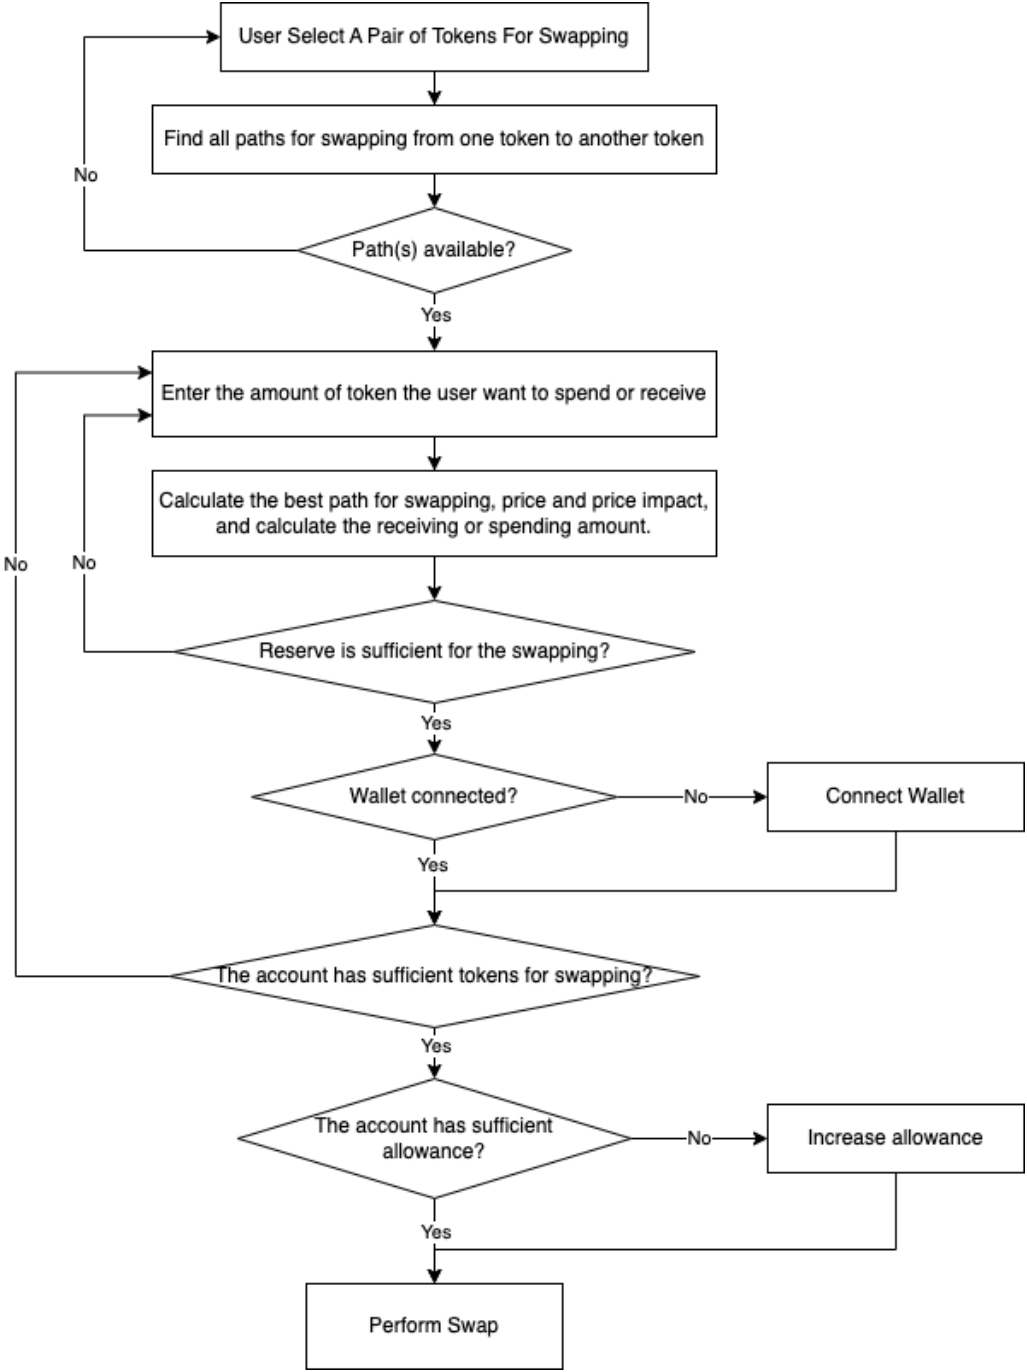 User Select A Pair of Tokens For Swapping
Find all paths for swapping from one token to another token
No
Path(s) available?
Yes
Enter the amount of token the user want to spend or receive
Calculate the best path for swapping, price and price impact,
and calculate the receiving or spending amount.
No
No
Reserve is sufficient for the swapping?
Yes
Wallet connected?
No
Connect Wallet
Yes
The account has sufficient tokens for swapping?
Yes
The account has sufficient
allowance?
No
Increase allowance
Yes
Perform Swap